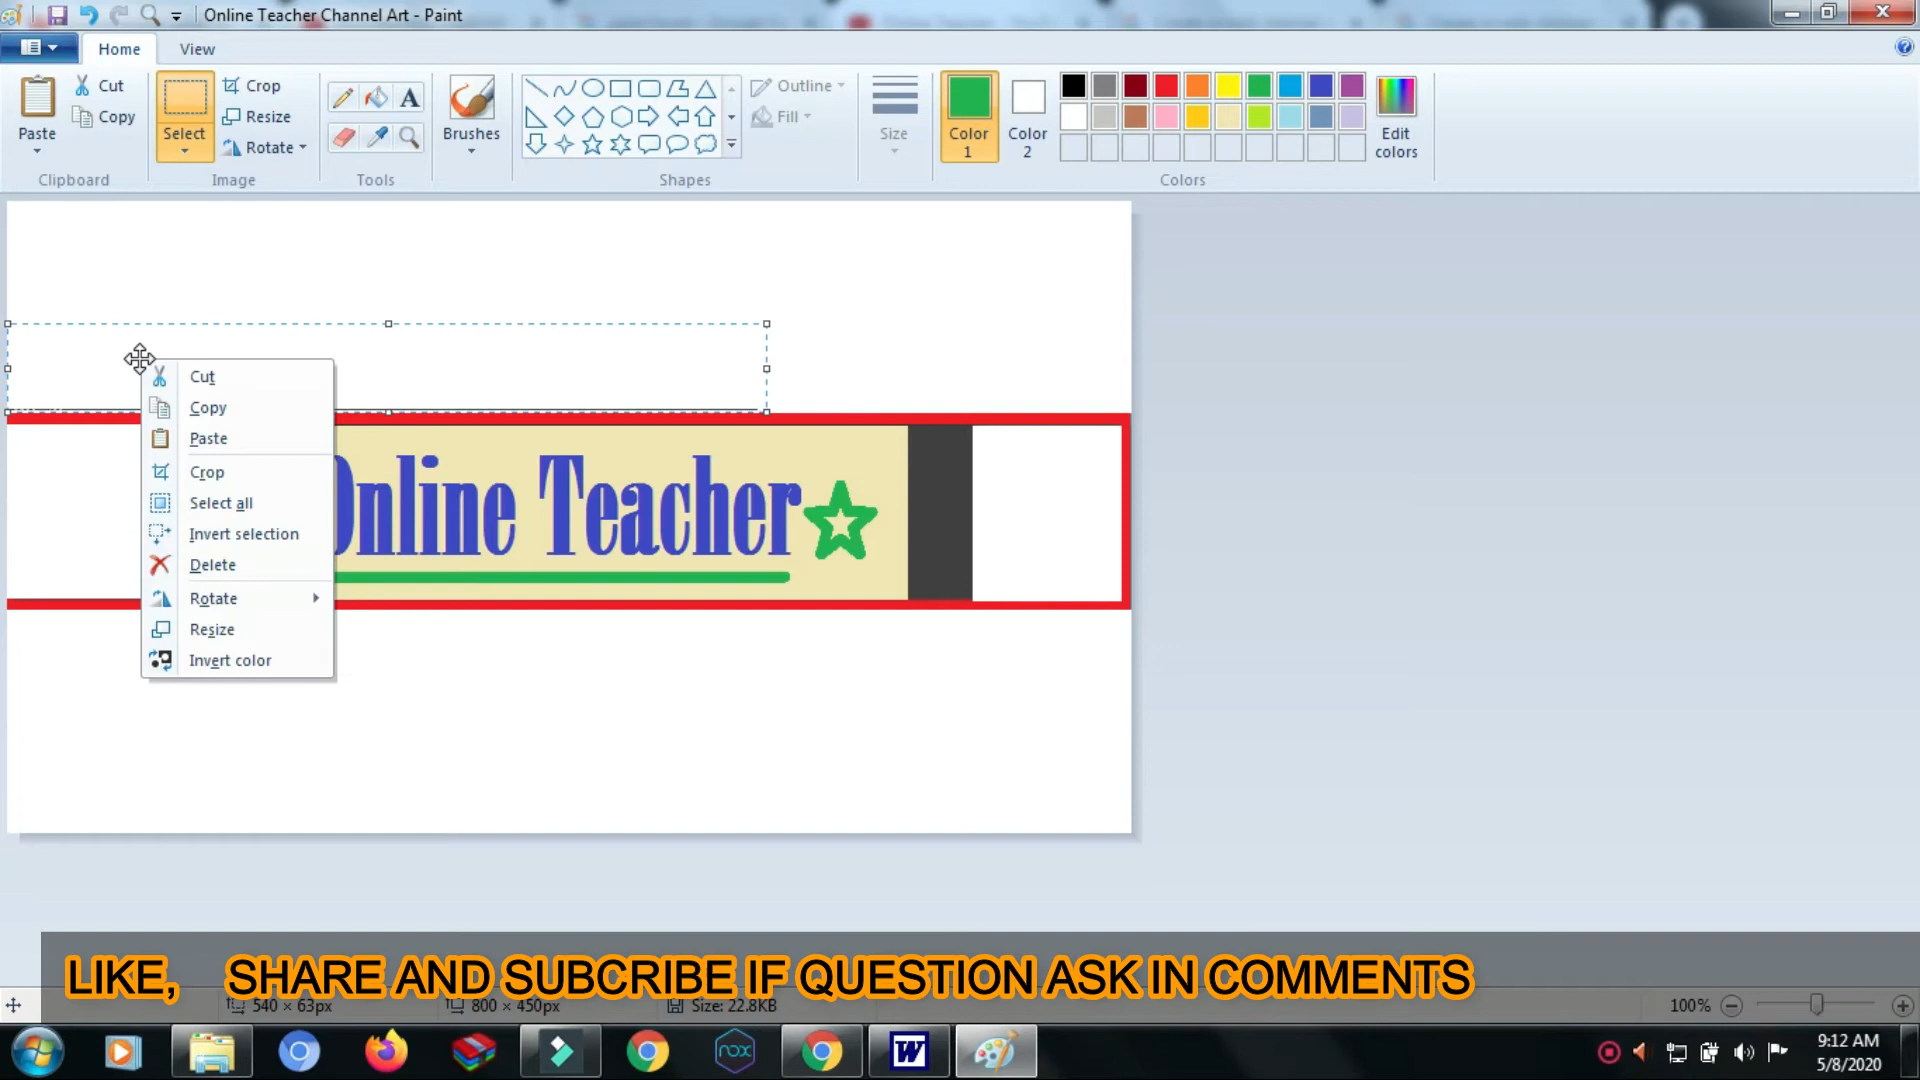 Online Teacher Channel Art - Paint
Home
View
Paste
Cut
Copy
Clipboard
Select
Crop
Resize
Rotate
Image
Tools
Brushes
Shapes
Outline
Fill
Size
Color
1
Color
2
Edit
colors
Colors
Cut
Copy
Paste
Crop
Select all
Invert selection
Delete
Rotate
Resize
Invert color
Online Teacher
LIKE, SHARE AND SUBCRIBE IF QUESTION ASK IN COMMENTS
540 × 63px
800 × 450px
Size: 22.8KB
100%
nox
W
9:12 AM
5/8/2020